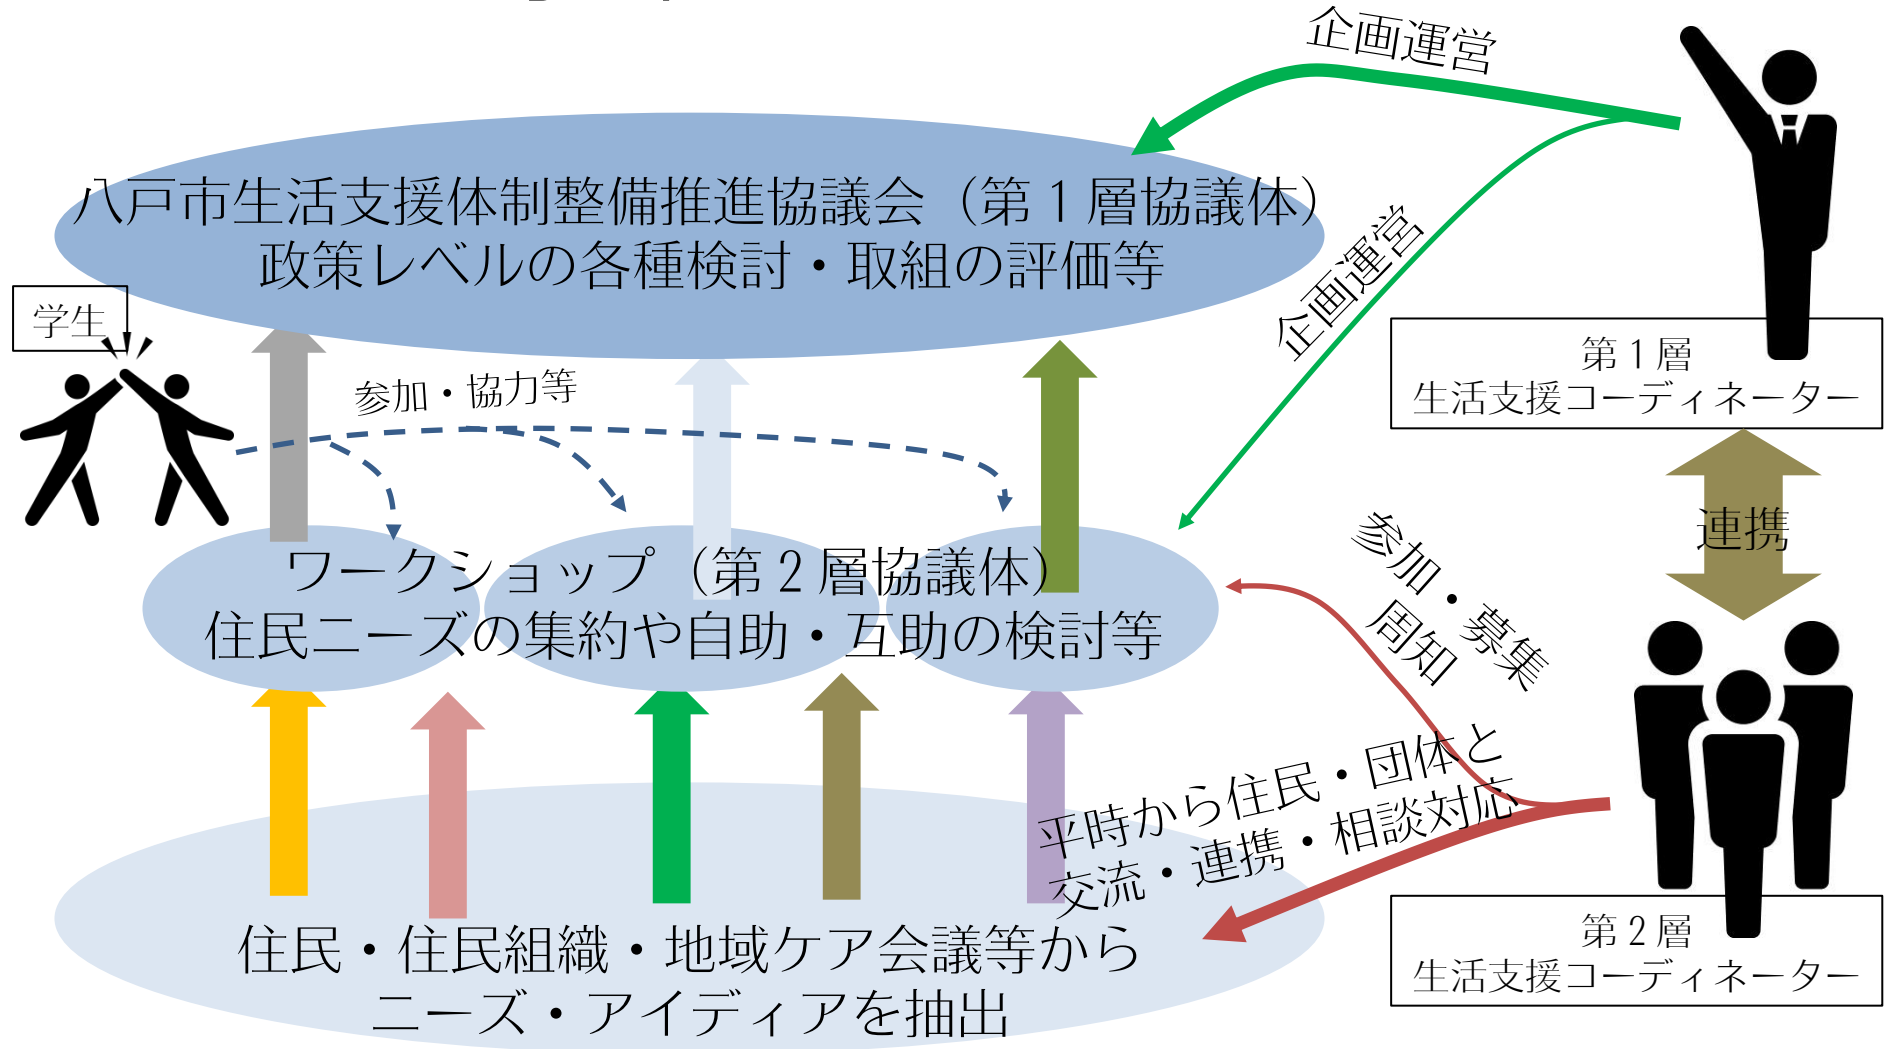 企画運営
八戸市生活支援体制整備推進協議会（第１層協議体）
政策レベルの各種検討・取組の評価等
企画運営
学生
参加・協力等
第１層
生活支援コーディネーター
連携
ワークショップ（第２層協議体）
住民ニーズの集約や自助・互助の検討等
参加・募集
周知
平時から住民・団体と
交流・連携・相談対応
住民・住民組織・地域ケア会議等から
ニーズ・アイディアを抽出
第２層
生活支援コーディネーター